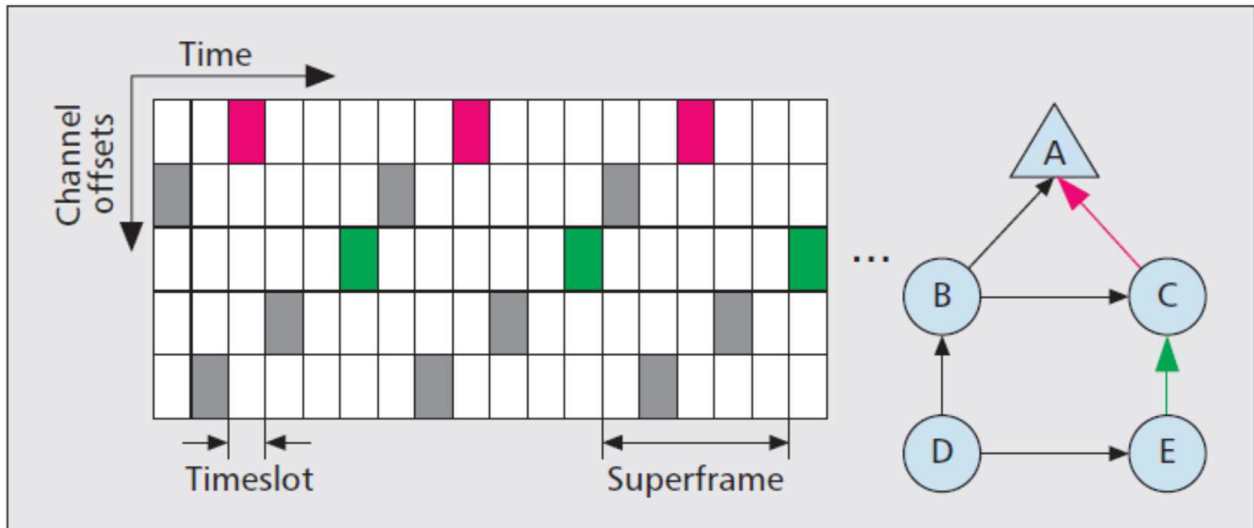 Time
Channel
offsets
Timeslot
Superframe
...
A
B
C
D
E